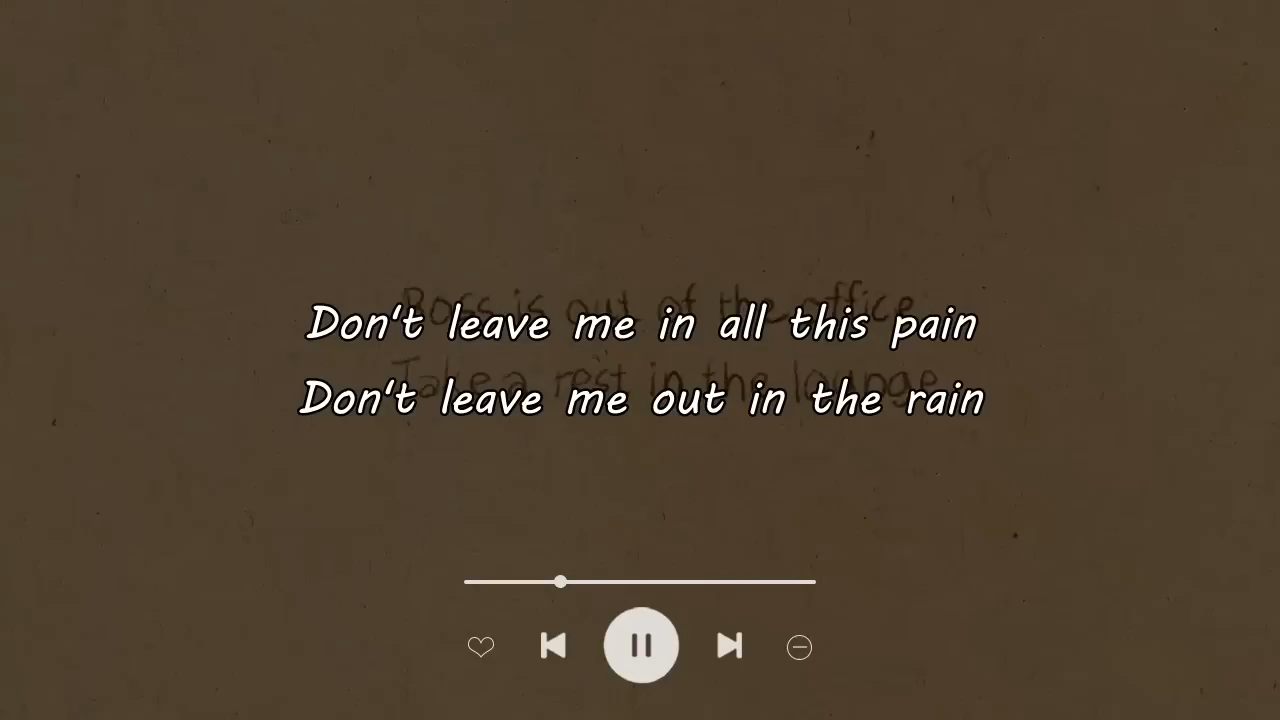 Boss is out of the office
Don't leave me in all this pain
Take a rest in the lounge
Don't leave me out in the rain